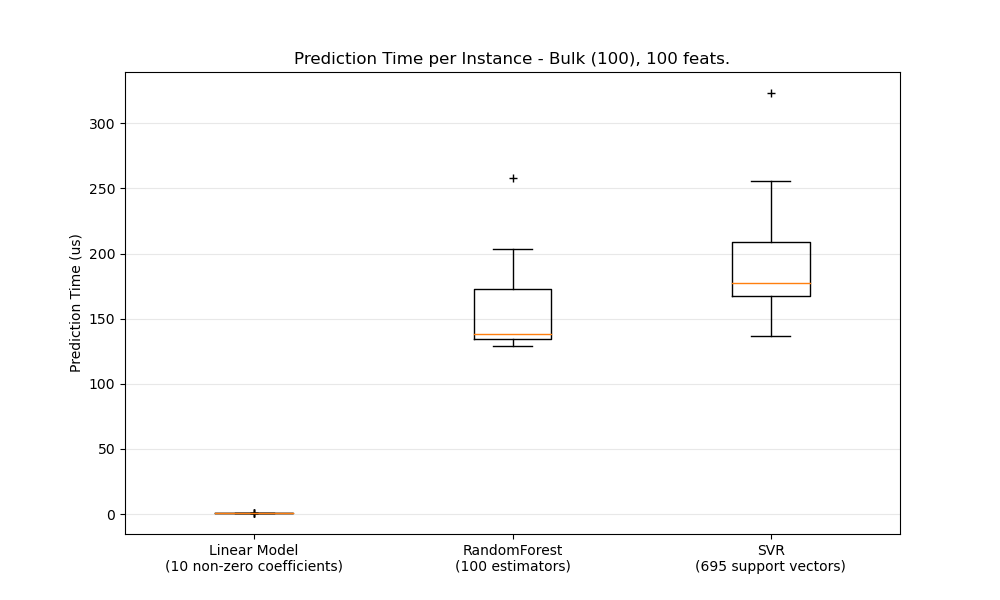 Prediction Time per Instance - Bulk (100), 100 feats.
Prediction Time (us)
300
250
200
150
100
50
0
Linear Model
(10 non-zero coefficients)
RandomForest
(100 estimators)
SVR
(695 support vectors)